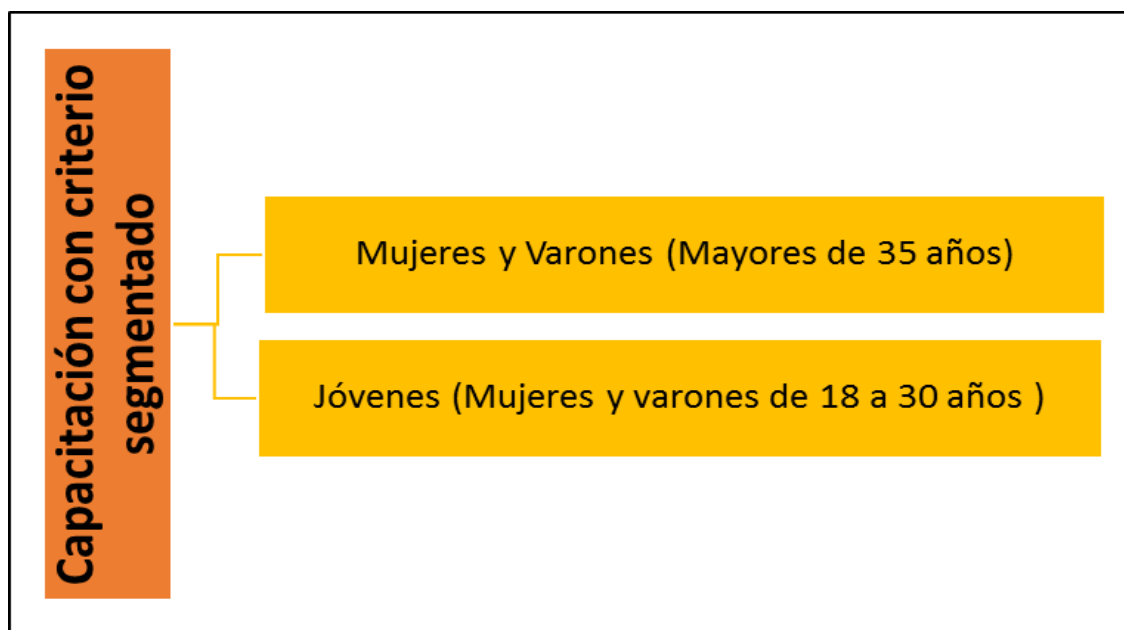 Capacitación con criterio
segmentado
Mujeres y Varones (Mayores de 35 años)
Jóvenes (Mujeres y varones de 18 a 30 años )